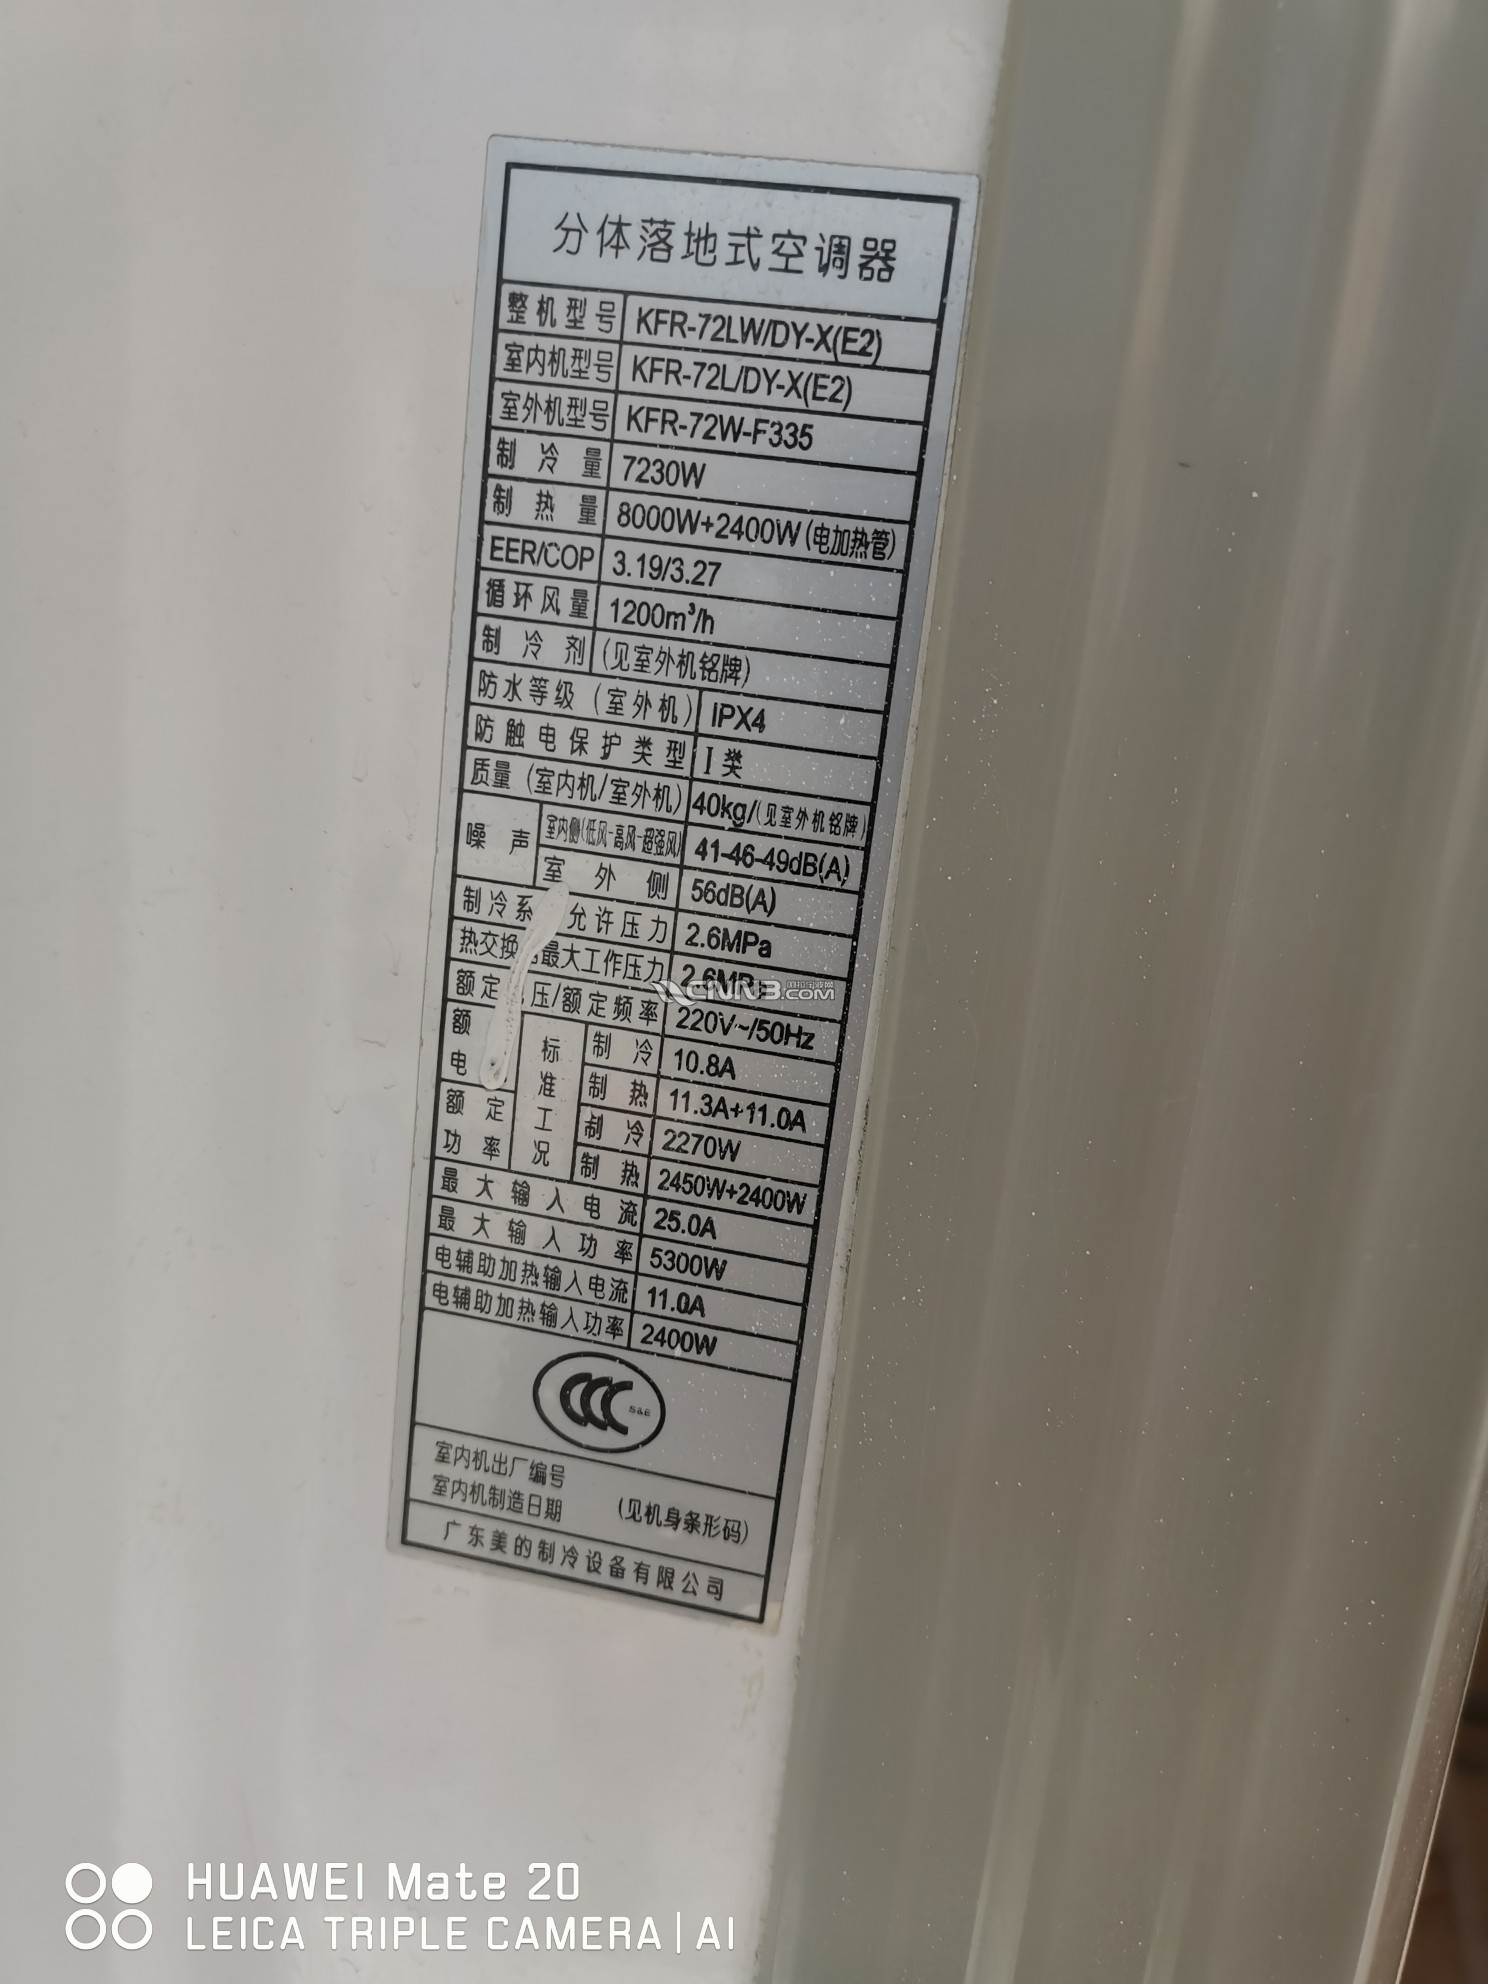 分体落地式空调器
整机型号 KFR-72LW/DY-X(E2)
室内机型号 KFR-72L/DY-X(E2)
室外机型号 KFR-72W-F335
制冷量 7230W
制热量 8000W+2400W(电加热管)
EER/COP 3.19/3.27
循环风量 1200m³/h
制冷剂 (见室外机铭牌)
防水等级(室外机) IPX4
防触电保护类型 I类
质量(室内机/室外机) 40kg/(见室外机铭牌)
噪声 室内侧(低风-高风-超强风) 41-46-49dB(A)
室外侧 56dB(A)
制冷系 允许压力 2.6MPa
热交换 最大工作压力 2.6MPa
额定 压/额定频率 220V~/50Hz
额 电 标准工况 制冷 10.8A
制热 11.3A+11.0A
额定功率 制冷 2270W
制热 2450W+2400W
最大输入电流 25.0A
最大输入功率 5300W
电辅助加热输入电流 11.0A
电辅助加热输入功率 2400W
CCC S&E
室内机出厂编号
室内机制造日期 (见机身条形码)
广东美的制冷设备有限公司
CNNB.COM
HUAWEI Mate 20
LEICA TRIPLE CAMERA|AI